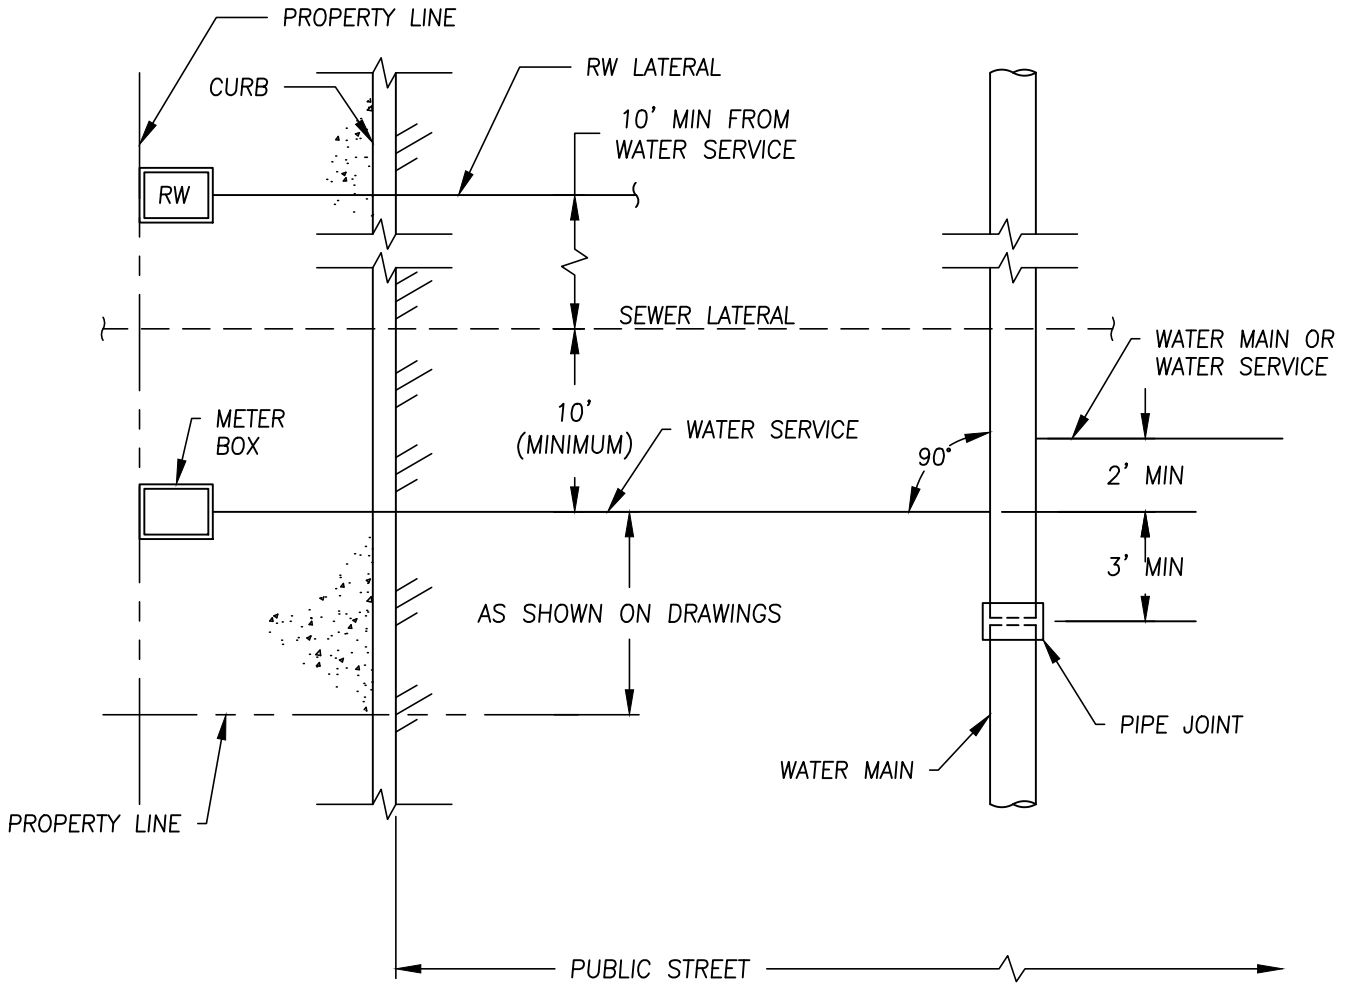 PROPERTY LINE
RW LATERAL
CURB
10' MIN FROM
WATER SERVICE
RW
SEWER LATERAL
WATER MAIN OR
WATER SERVICE
METER
BOX
10'
(MINIMUM)
WATER SERVICE
90°
2' MIN
3' MIN
AS SHOWN ON DRAWINGS
PIPE JOINT
WATER MAIN
PROPERTY LINE
PUBLIC STREET